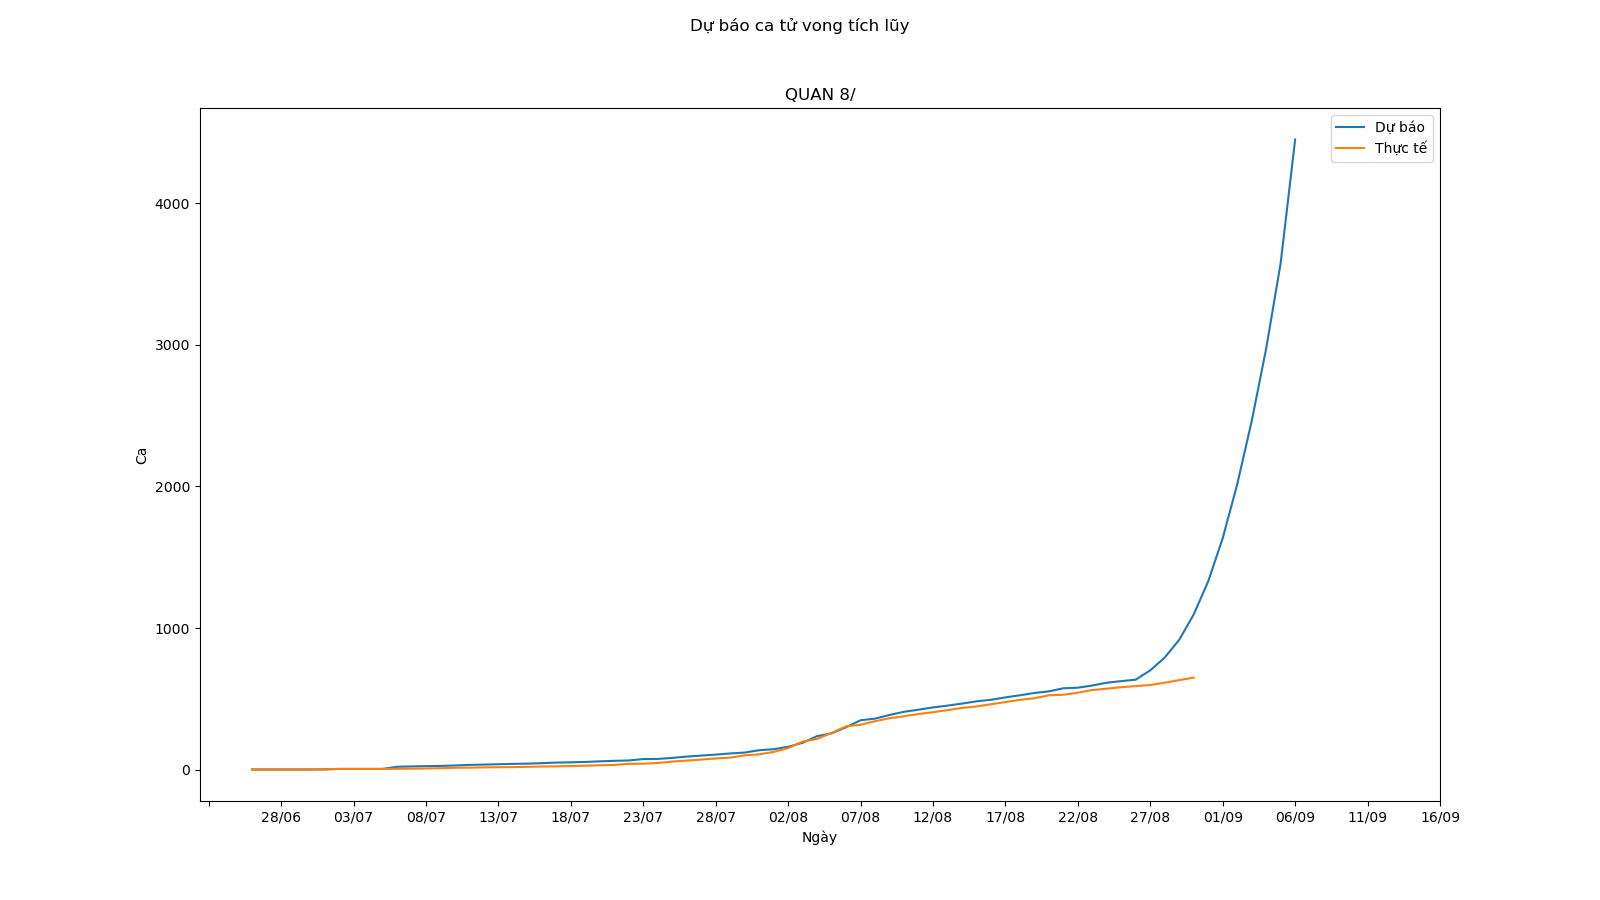 Dự báo ca tử vong tích lũy
QUAN 8/
Dự báo
Thực tế
4000
3000
2000
1000
0
Ca
28/06 03/07 08/07 13/07 18/07 23/07 28/07 02/08 07/08 12/08 17/08 22/08 27/08 01/09 06/09 11/09 16/09
Ngày